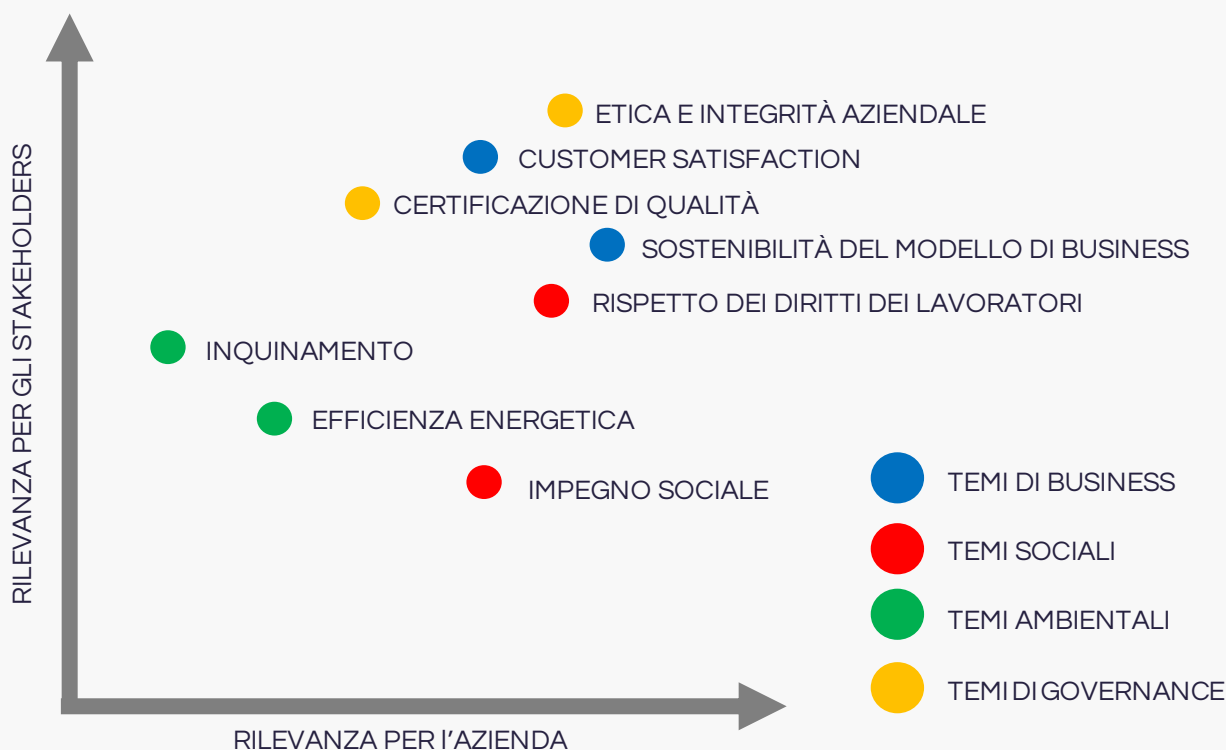 ETICA E INTEGRITÀ AZIENDALE
CUSTOMER SATISFACTION
CERTIFICAZIONE DI QUALITÀ
SOSTENIBILITÀ DEL MODELLO DI BUSINESS
RISPETTO DEI DIRITTI DEI LAVORATORI
INQUINAMENTO
EFFICIENZA ENERGETICA
IMPEGNO SOCIALE
TEMI DI BUSINESS
TEMI SOCIALI
TEMI AMBIENTALI
TEMI DI GOVERNANCE
RILEVANZA PER GLI STAKEHOLDERS
RILEVANZA PER l'AZIENDA